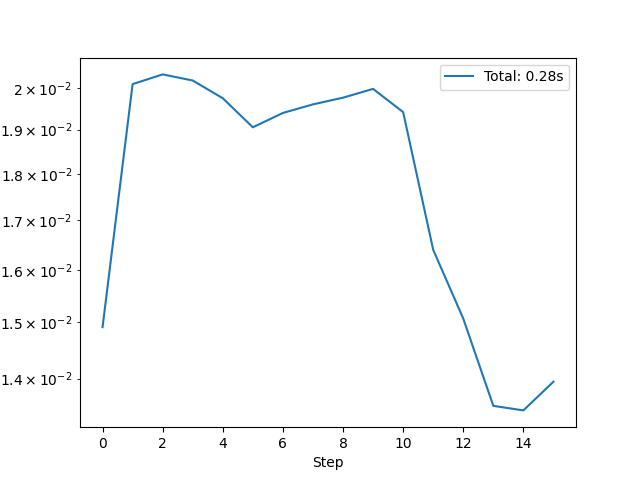 Total: 0.28s
2 × 10⁻²
1.9 × 10⁻²
1.8 × 10⁻²
1.7 × 10⁻²
1.6 × 10⁻²
1.5 × 10⁻²
1.4 × 10⁻²
0 2 4 6 8 10 12 14
Step